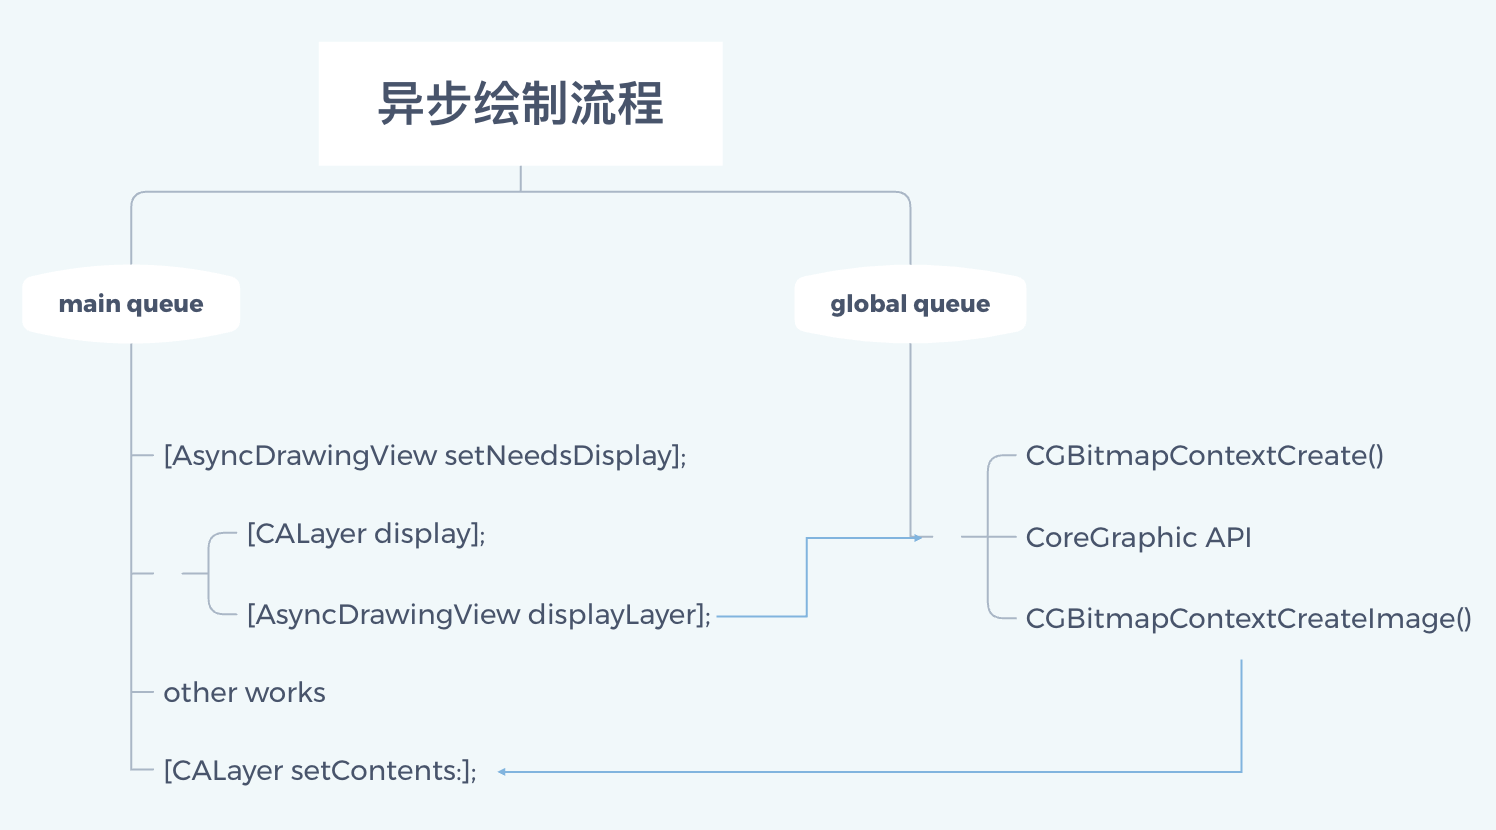 异步绘制流程
main queue
global queue
[AsyncDrawingView setNeedsDisplay];
[CALayer display];
[AsyncDrawingView displayLayer];
other works
[CALayer setContents:];
CGBitmapContextCreate()
CoreGraphic API
CGBitmapContextCreateImage()